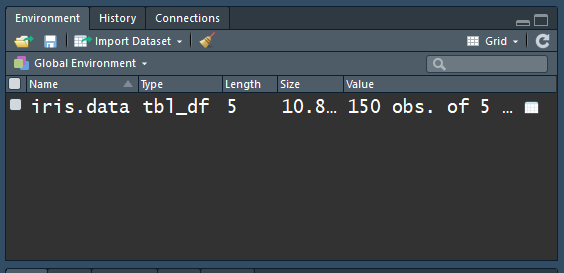 Environment History Connections
Import Dataset Grid
Global Environment
Name Type Length Size Value
iris.data tbl_df 5 10.8… 150 obs. of 5 …